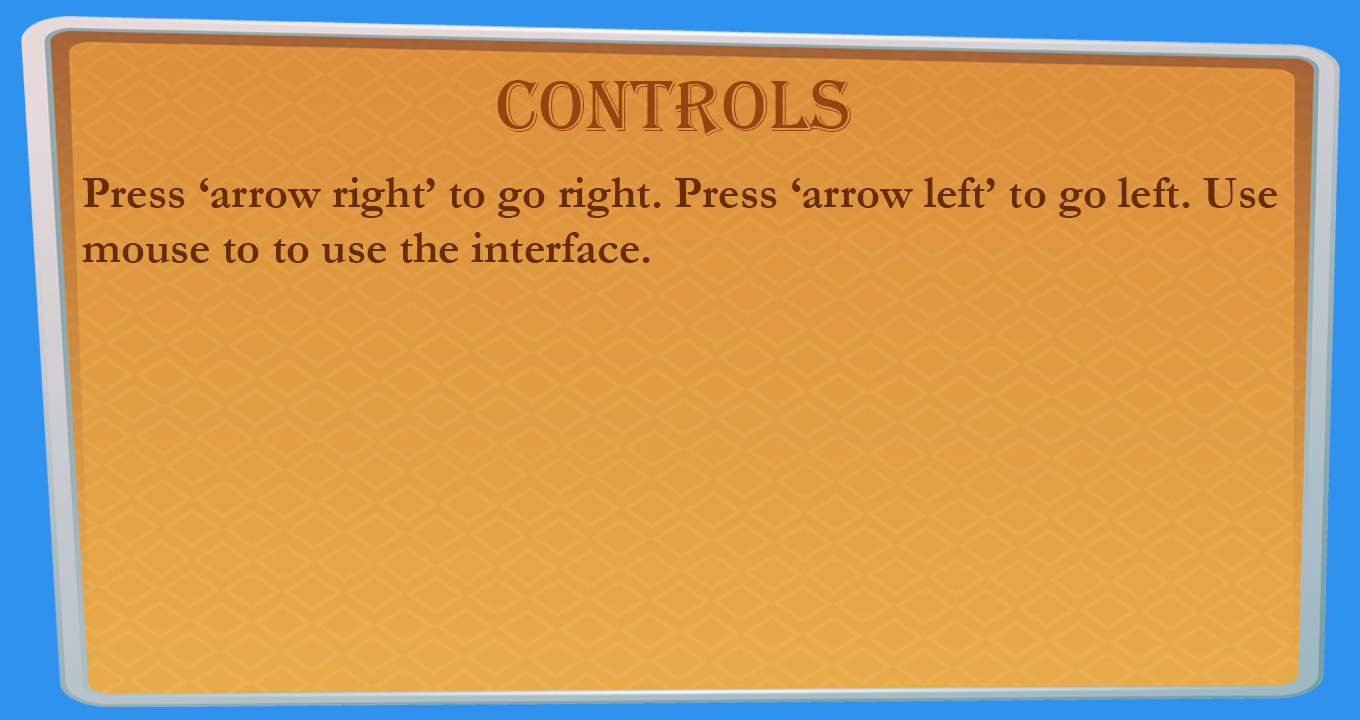 CONTROLS
Press ‘arrow right’ to go right. Press ‘arrow left’ to go left. Use
mouse to to use the interface.